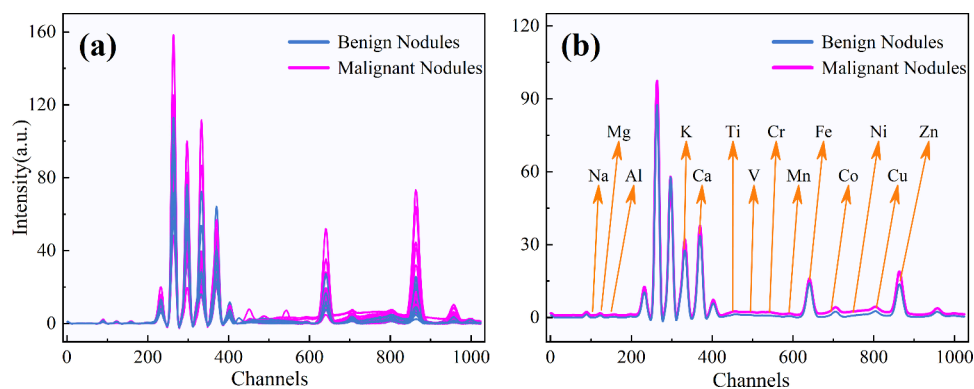 (a)
Benign Nodules
Malignant Nodules
160
120
80
40
0
Intensity(a.u.)
0 200 400 600 800 1000
Channels
(b)
Benign Nodules
Malignant Nodules
120
90
60
30
0
Mg K Ti Cr Fe Ni Zn
Na Al Ca V Mn Co Cu
0 200 400 600 800 1000
Channels